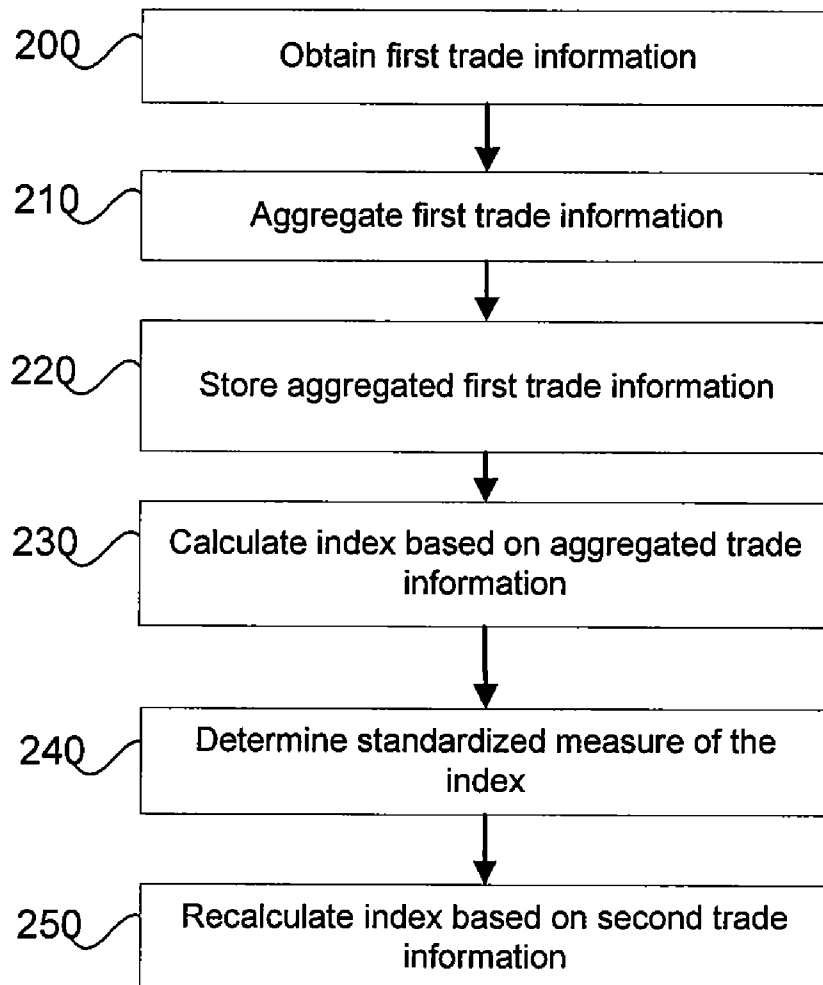 200
Obtain first trade information
210
Aggregate first trade information
220
Store aggregated first trade information
230
Calculate index based on aggregated trade
information
240
Determine standardized measure of the
index
250
Recalculate index based on second trade
information